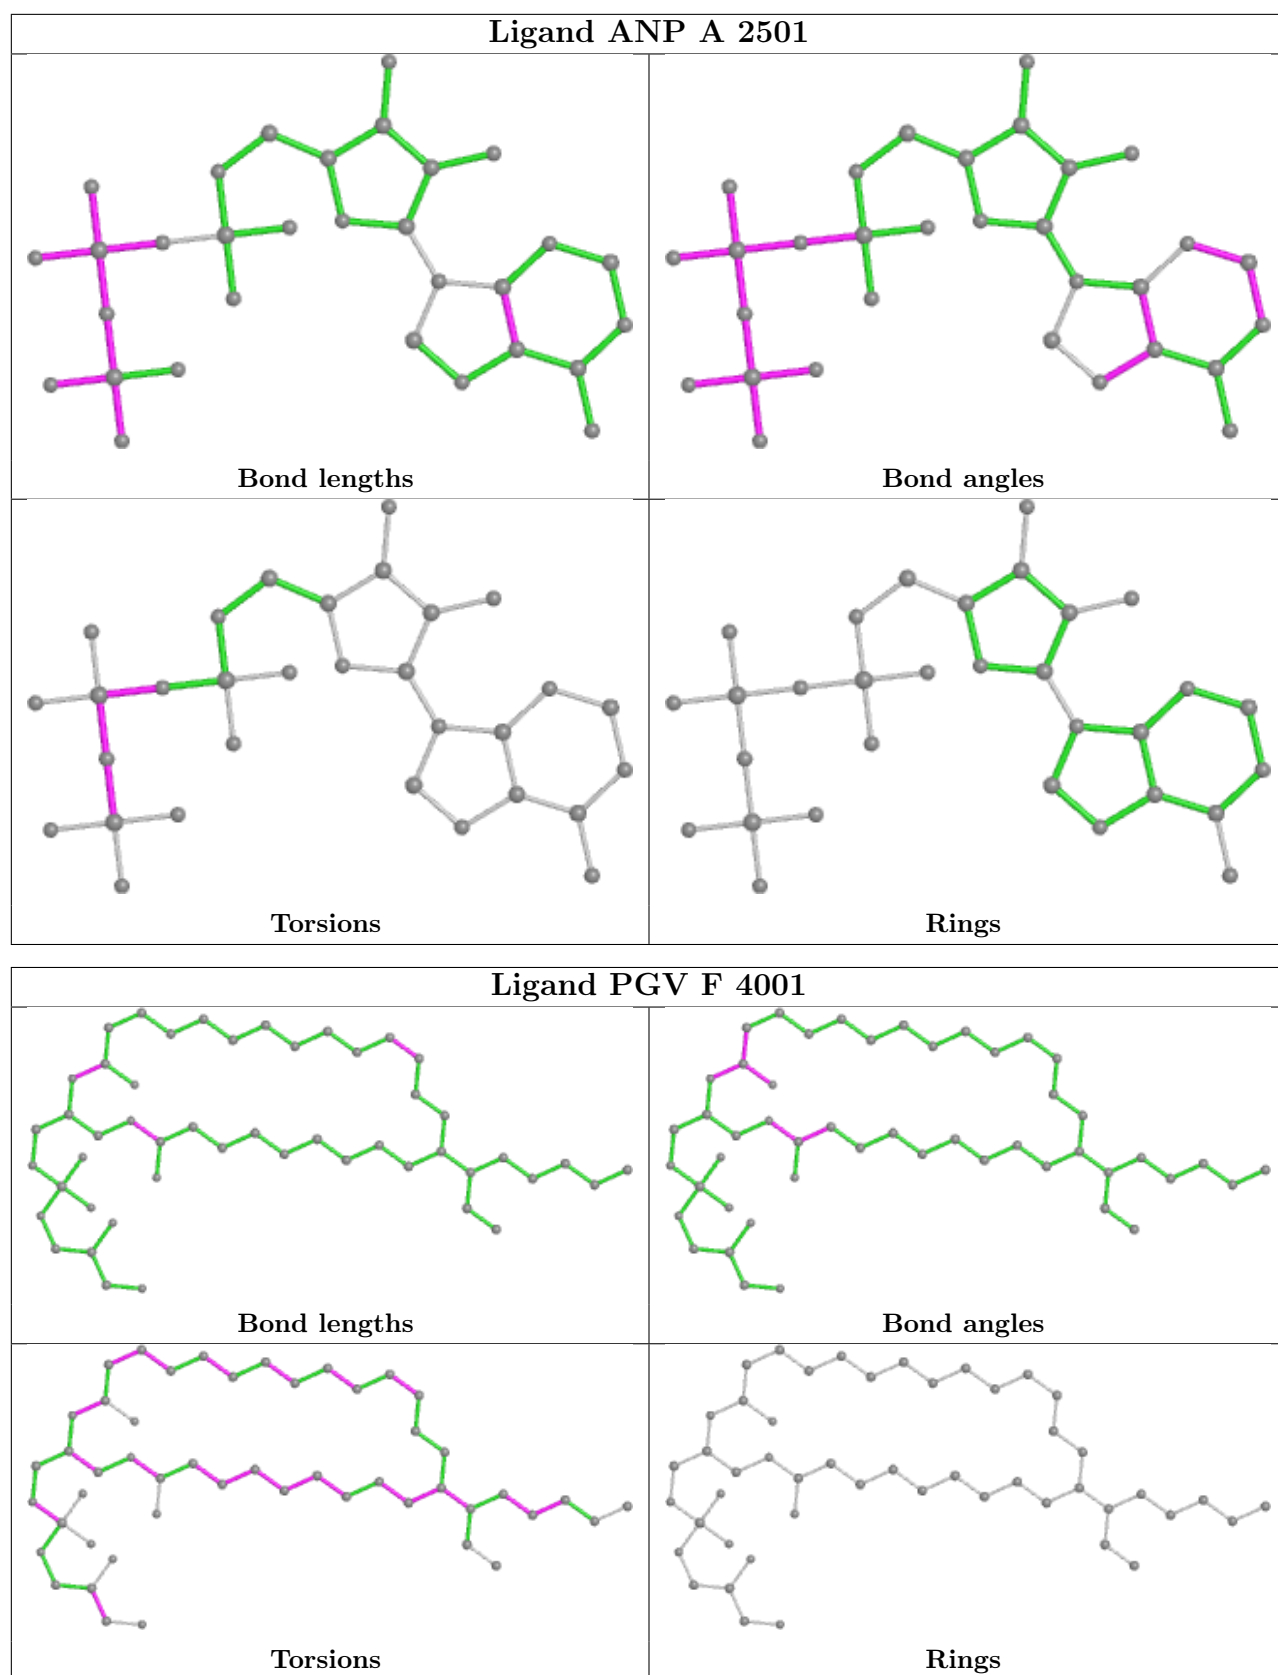 Ligand ANP A 2501
Bond lengths
Bond angles
Torsions
Rings
Ligand PGV F 4001
Bond lengths
Bond angles
Torsions
Rings